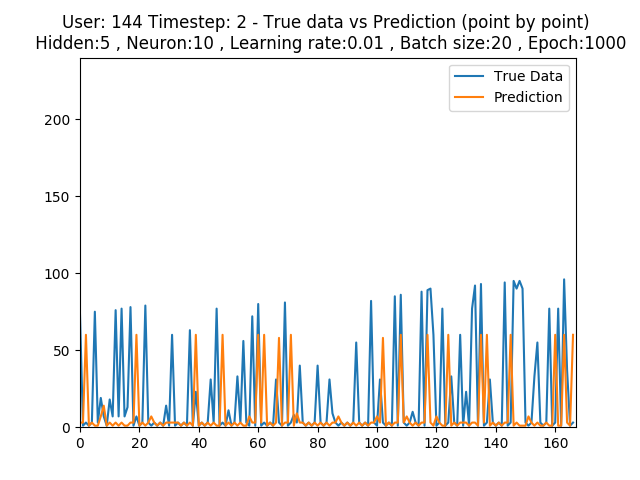 User: 144 Timestep: 2 - True data vs Prediction (point by point)
Hidden:5 , Neuron:10 , Learning rate:0.01 , Batch size:20 , Epoch:1000
True Data
Prediction
200
150
100
50
0
0 20 40 60 80 100 120 140 160